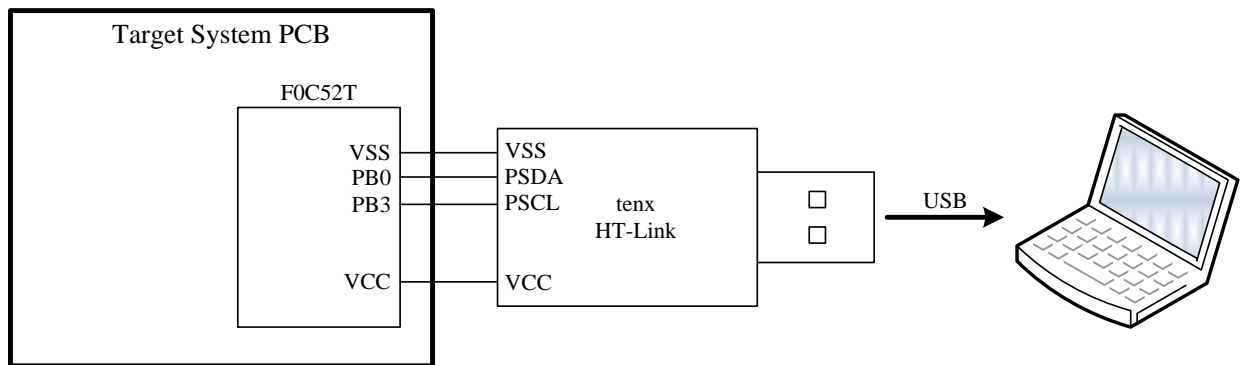 Target System PCB
F0C52T
VSS
PB0
PB3
VCC
VSS
PSDA
PSCL
VCC
tenx
HT-Link
USB